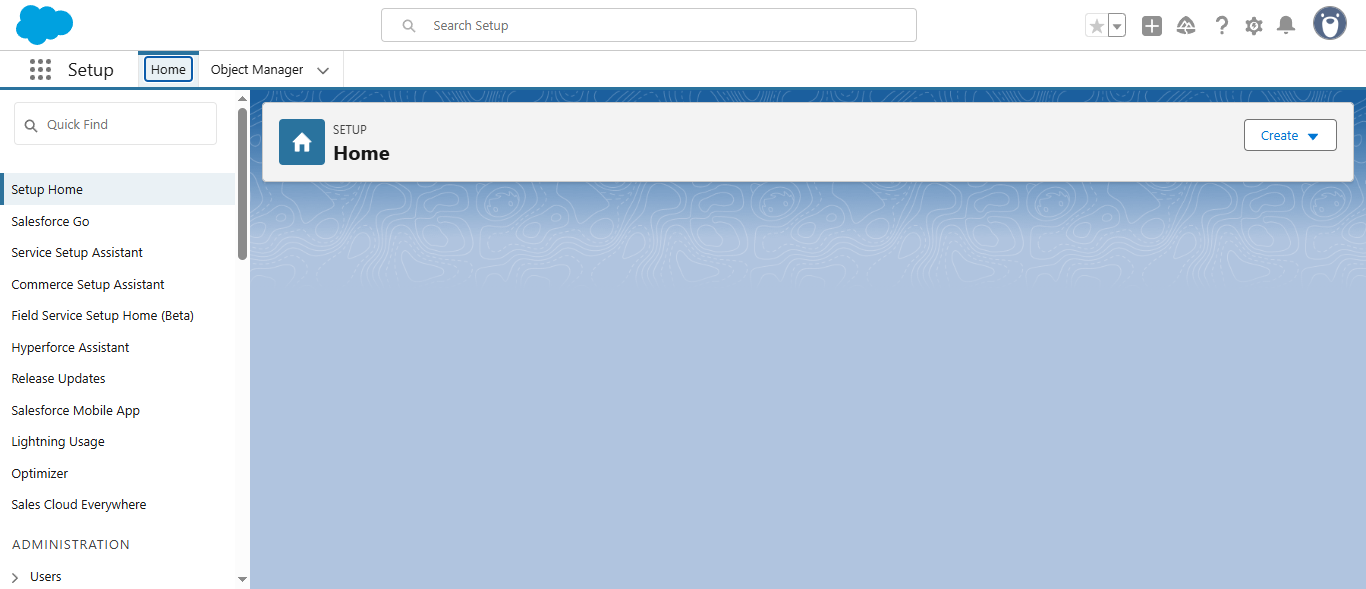 Search Setup
Setup
Home
Object Manager
Quick Find
Setup Home
Salesforce Go
Service Setup Assistant
Commerce Setup Assistant
Field Service Setup Home (Beta)
Hyperforce Assistant
Release Updates
Salesforce Mobile App
Lightning Usage
Optimizer
Sales Cloud Everywhere
ADMINISTRATION
Users
SETUP
Home
Create